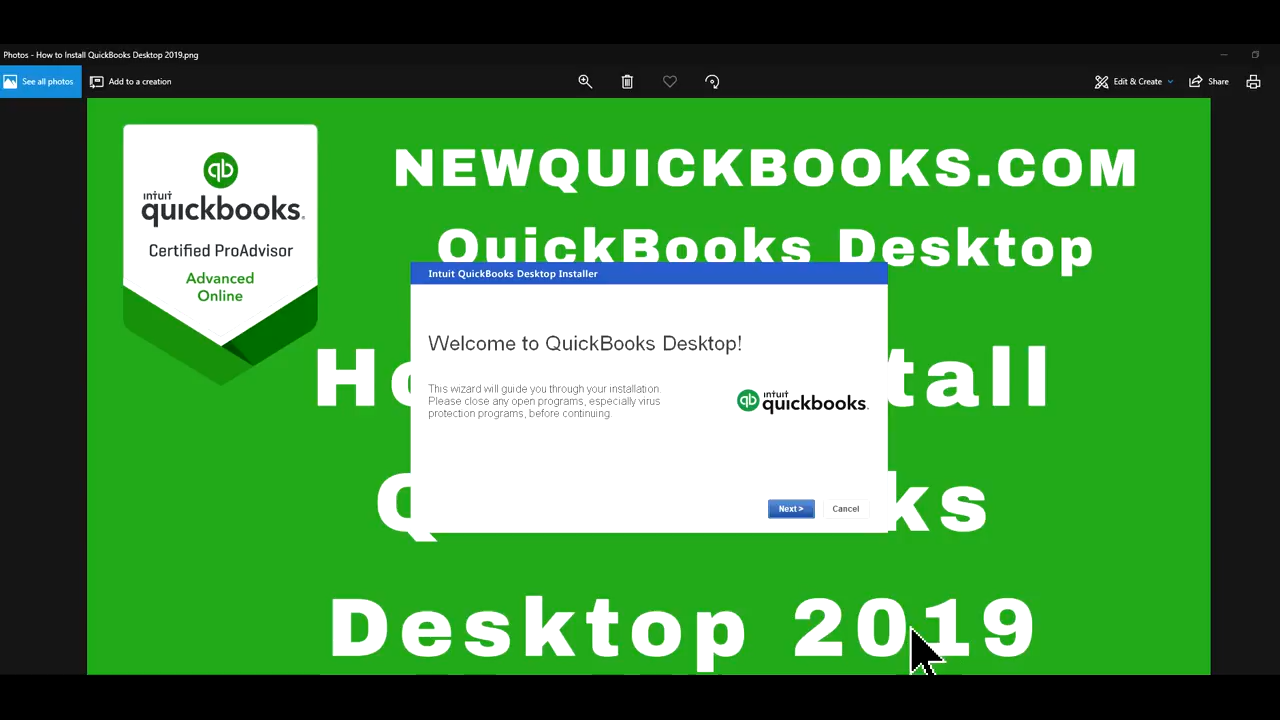 Photos - How to Install QuickBooks Desktop 2019.png
See all photos
Add to a creation
Edit & Create
Share
qb
intuit
quickbooks.
Certified ProAdvisor
Advanced
Online
NEWQUICKBOOKS.COM
QuickBooks Desktop
Intuit QuickBooks Desktop Installer
Welcome to QuickBooks Desktop!
This wizard will guide you through your installation.
Please close any open programs, especially virus
protection programs, before continuing.
qb intuit
quickbooks.
Next >
Cancel
Desktop 2019